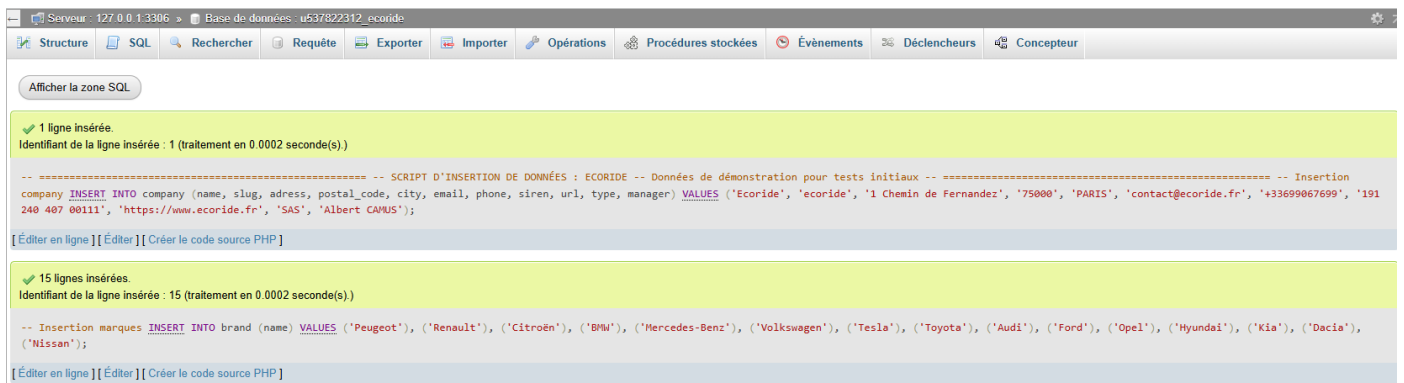 Serveur : 127.0.0.1:3306 » Base de données : u537822312_ecoride
Structure SQL Rechercher Requête Exporter Importer Opérations Procédures stockées Évènements Déclencheurs Concepteur
Afficher la zone SQL
1 ligne insérée.
Identifiant de la ligne insérée : 1 (traitement en 0.0002 seconde(s).)
-- ====================================================== -- SCRIPT D'INSERTION DE DONNÉES : ECORIDE -- Données de démonstration pour tests initiaux -- ====================================================== -- Insertion
company INSERT INTO company (name, slug, adress, postal_code, city, email, phone, siren, url, type, manager) VALUES ('Ecoride', 'ecoride', '1 Chemin de Fernandez', '75000', 'PARIS', 'contact@ecoride.fr', '+33699067699', '191
240 407 00111', 'https://www.ecoride.fr', 'SAS', 'Albert CAMUS');
[ Éditer en ligne ] [ Éditer ] [ Créer le code source PHP ]
15 lignes insérées.
Identifiant de la ligne insérée : 15 (traitement en 0.0002 seconde(s).)
-- Insertion marques INSERT INTO brand (name) VALUES ('Peugeot'), ('Renault'), ('Citroën'), ('BMW'), ('Mercedes-Benz'), ('Volkswagen'), ('Tesla'), ('Toyota'), ('Audi'), ('Ford'), ('Opel'), ('Hyundai'), ('Kia'), ('Dacia'),
('Nissan');
[ Éditer en ligne ] [ Éditer ] [ Créer le code source PHP ]